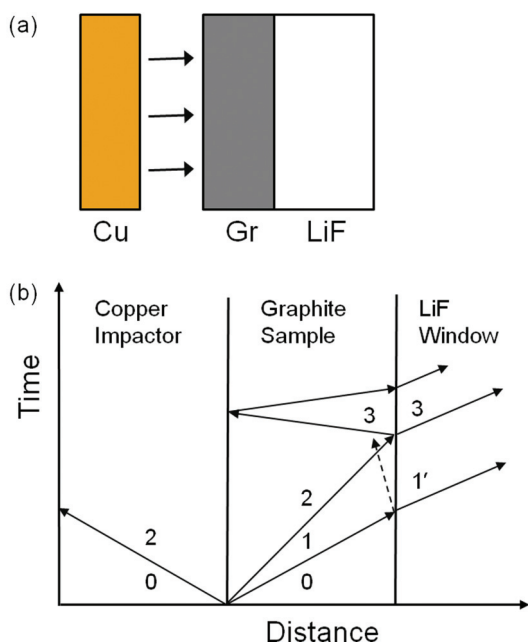 (a)
Cu
Gr
LiF
(b)
Copper
Impactor
Graphite
Sample
LiF
Window
Time
3
3
2
1'
2
1
0
0
Distance